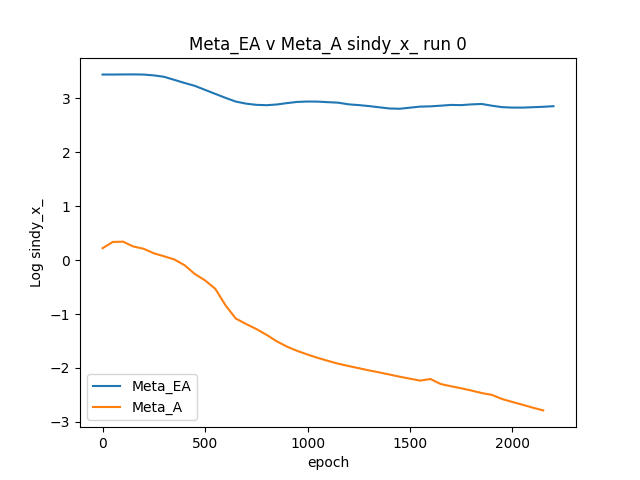 Meta_EA v Meta_A sindy_x_ run 0
Log sindy_x_
3
2
1
0
−1
−2
−3
Meta_EA
Meta_A
0
500
1000
1500
2000
epoch